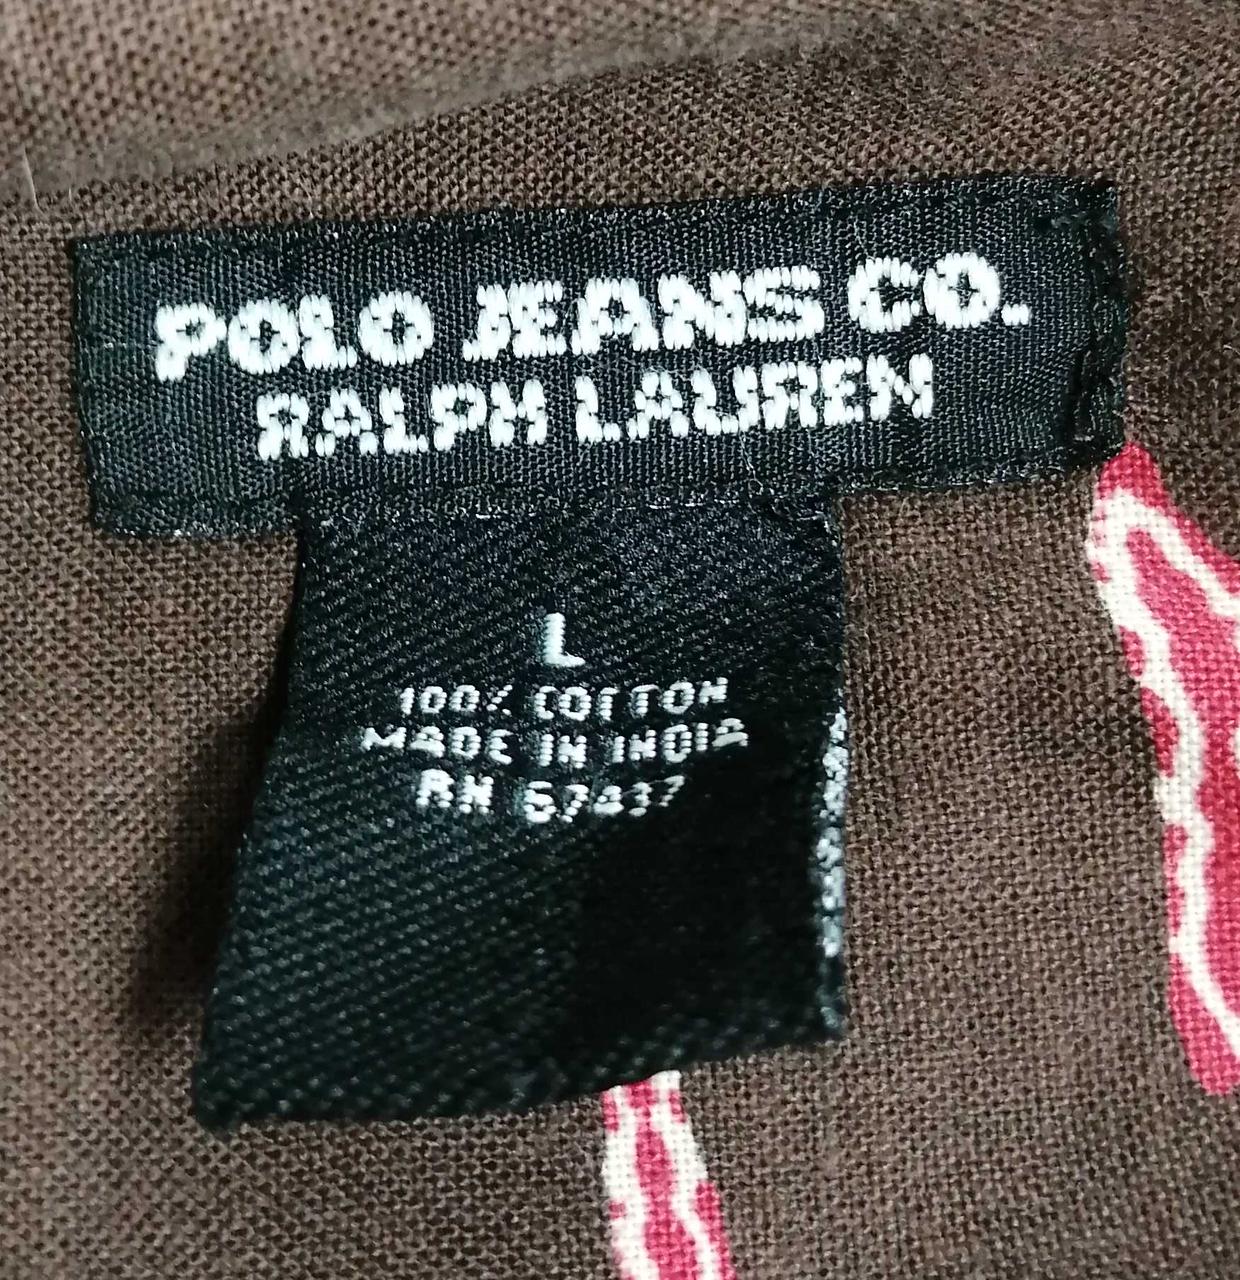 POLO JEANS CO.
RALPH LAUREN
L
100% COTTON
MADE IN INDIA
RN 67437